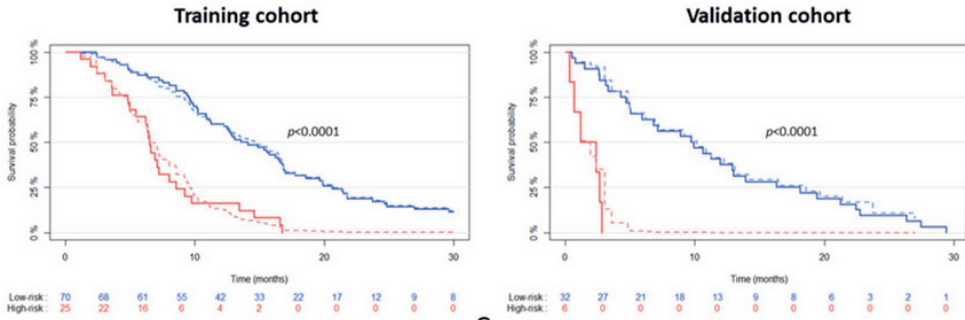 Training cohort
Validation cohort
Survival probability
100 %
75 %
50 %
25 %
0 %
p<0.0001
0 10 20 30
Time (months)
Low-risk : 70 68 61 55 42 33 22 17 12 9 8
High-risk : 25 22 16 6 4 2 0 0 0 0 0
Survival probability
100 %
75 %
50 %
25 %
0 %
p<0.0001
0 10 20 30
Time (months)
Low-risk : 32 27 21 18 13 9 8 6 3 2 1
High-risk : 6 0 0 0 0 0 0 0 0 0 0